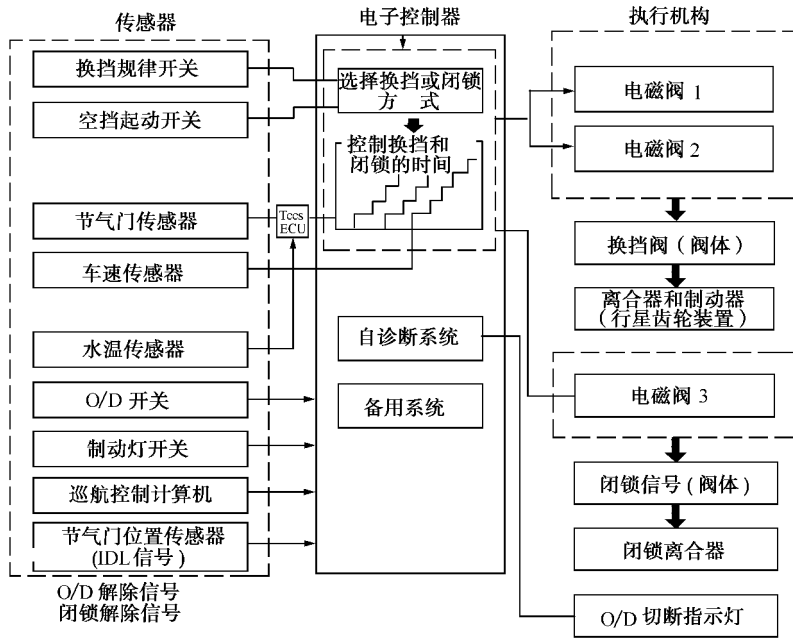 传感器
换挡规律开关
空挡起动开关
节气门传感器
车速传感器
水温传感器
O/D 开关
制动灯开关
巡航控制计算机
节气门位置传感器
(IDL 信号)
O/D 解除信号
闭锁解除信号
Tccs
ECU
电子控制器
选择换挡或闭锁
方 式
控制换挡和
闭锁的时间
自诊断系统
备用系统
执行机构
电磁阀 1
电磁阀 2
换挡阀 (阀体)
离合器和制动器
(行星齿轮装置)
电磁阀 3
闭锁信号 (阀体)
闭锁离合器
O/D 切断指示灯